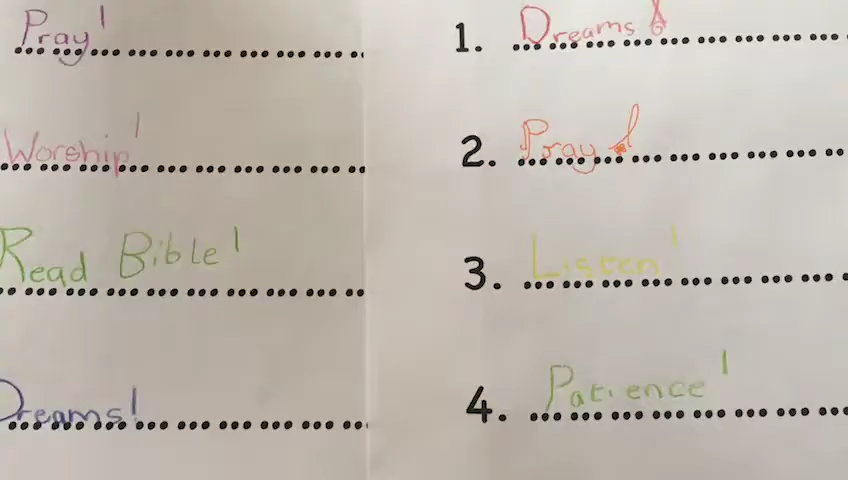 Pray!
Worship!
Read Bible!
Dreams!
1. Dreams!
2. Pray!
3. Listen!
4. Patience!